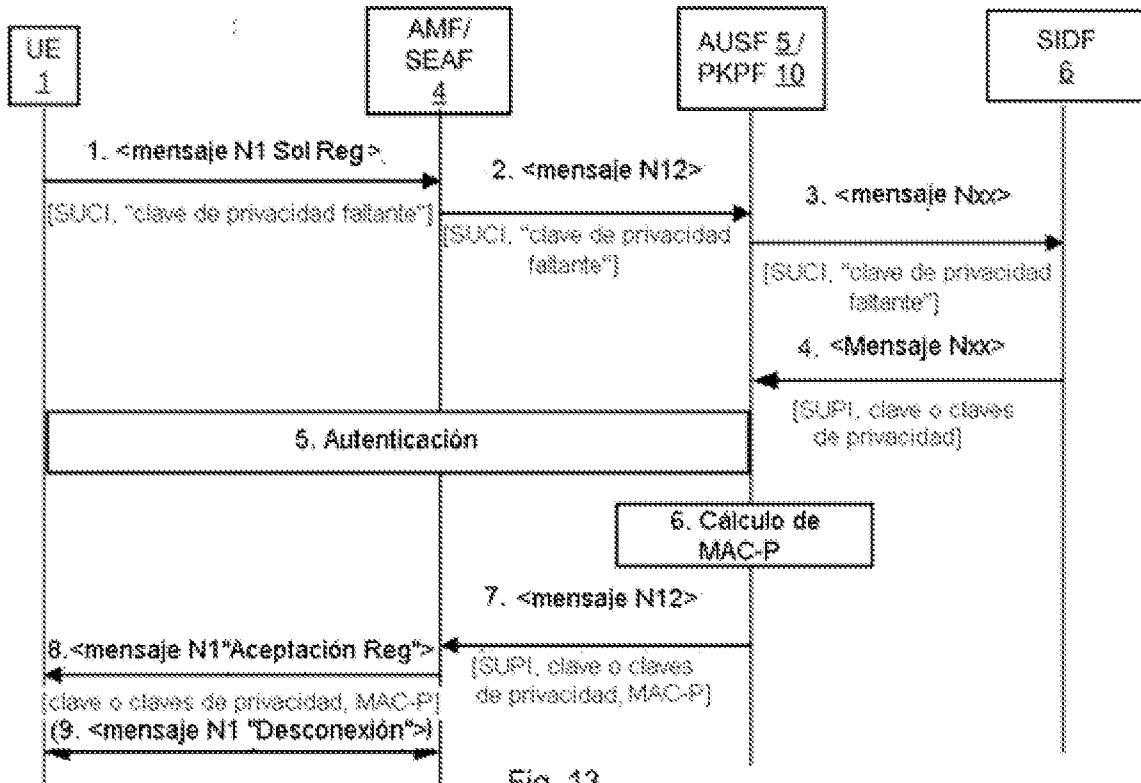 UE
1
AMF/
SEAF
4
AUSF 5 /
PKPF 10
SIDF
6
1. <mensaje N1 Sol Reg>
[SUCI, "clave de privacidad faltante"]
2. <mensaje N12>
[SUCI, "clave de privacidad
faltante"]
3. <mensaje Nxx>
[SUCI, "clave de privacidad
faltante"]
4. <Mensaje Nxx>
[SUPI, clave o claves
de privacidad]
5. Autenticación
6. Cálculo de
MAC-P
7. <mensaje N12>
[SUPI, clave o claves
de privacidad, MAC-P]
8.<mensaje N1"Aceptación Reg">
[clave o claves de privacidad, MAC-P]
(9. <mensaje N1 "Desconexión">)
Fig. 13